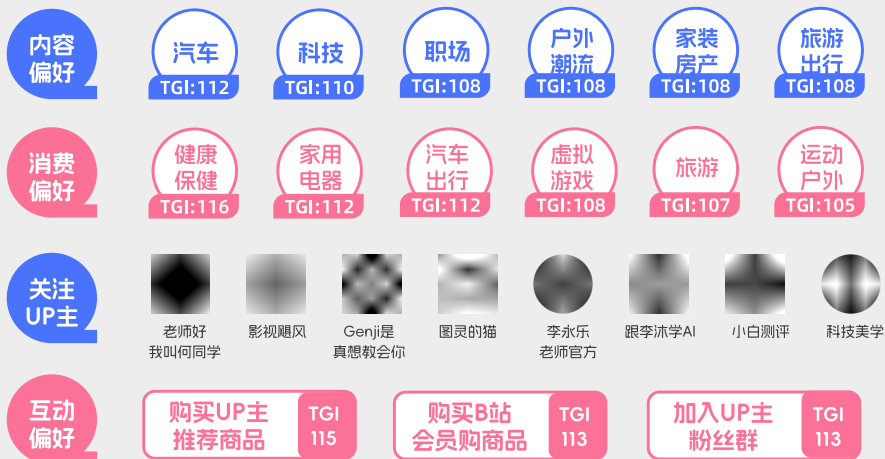 内容
偏好
汽车
TGI:112
科技
TGI:110
职场
TGI:108
户外
潮流
TGI:108
家装
房产
TGI:108
旅游
出行
TGI:108
消费
偏好
健康
保健
TGI:116
家用
电器
TGI:112
汽车
出行
TGI:112
虚拟
游戏
TGI:108
旅游
TGI:107
运动
户外
TGI:105
关注
UP主
老师好
我叫何同学
影视飓风
Genji是
真想教会你
图灵的猫
李永乐
老师官方
跟李沐学AI
小白测评
科技美学
互动
偏好
购买UP主
推荐商品
TGI
115
购买B站
会员购商品
TGI
113
加入UP主
粉丝群
TGI
113